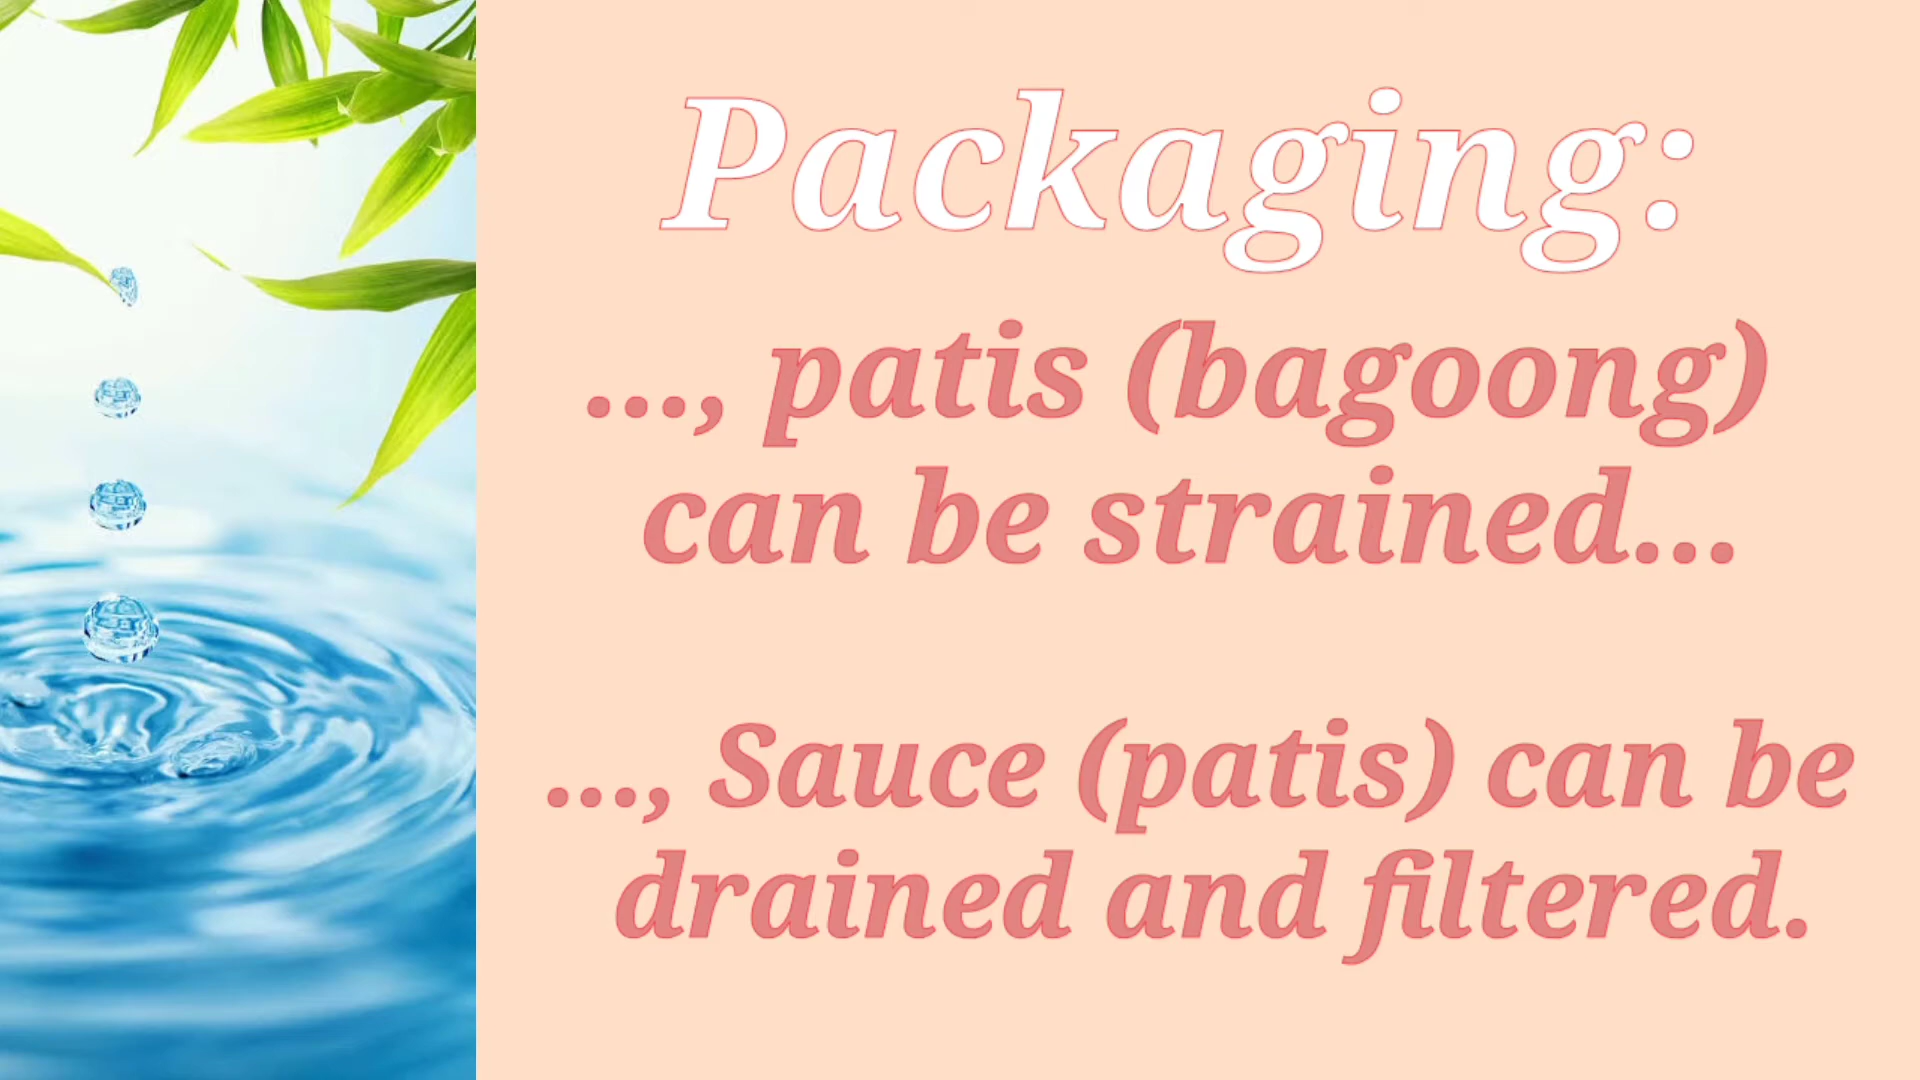 Packaging:
..., patis (bagoong)
can be strained...
..., Sauce (patis) can be
drained and filtered.